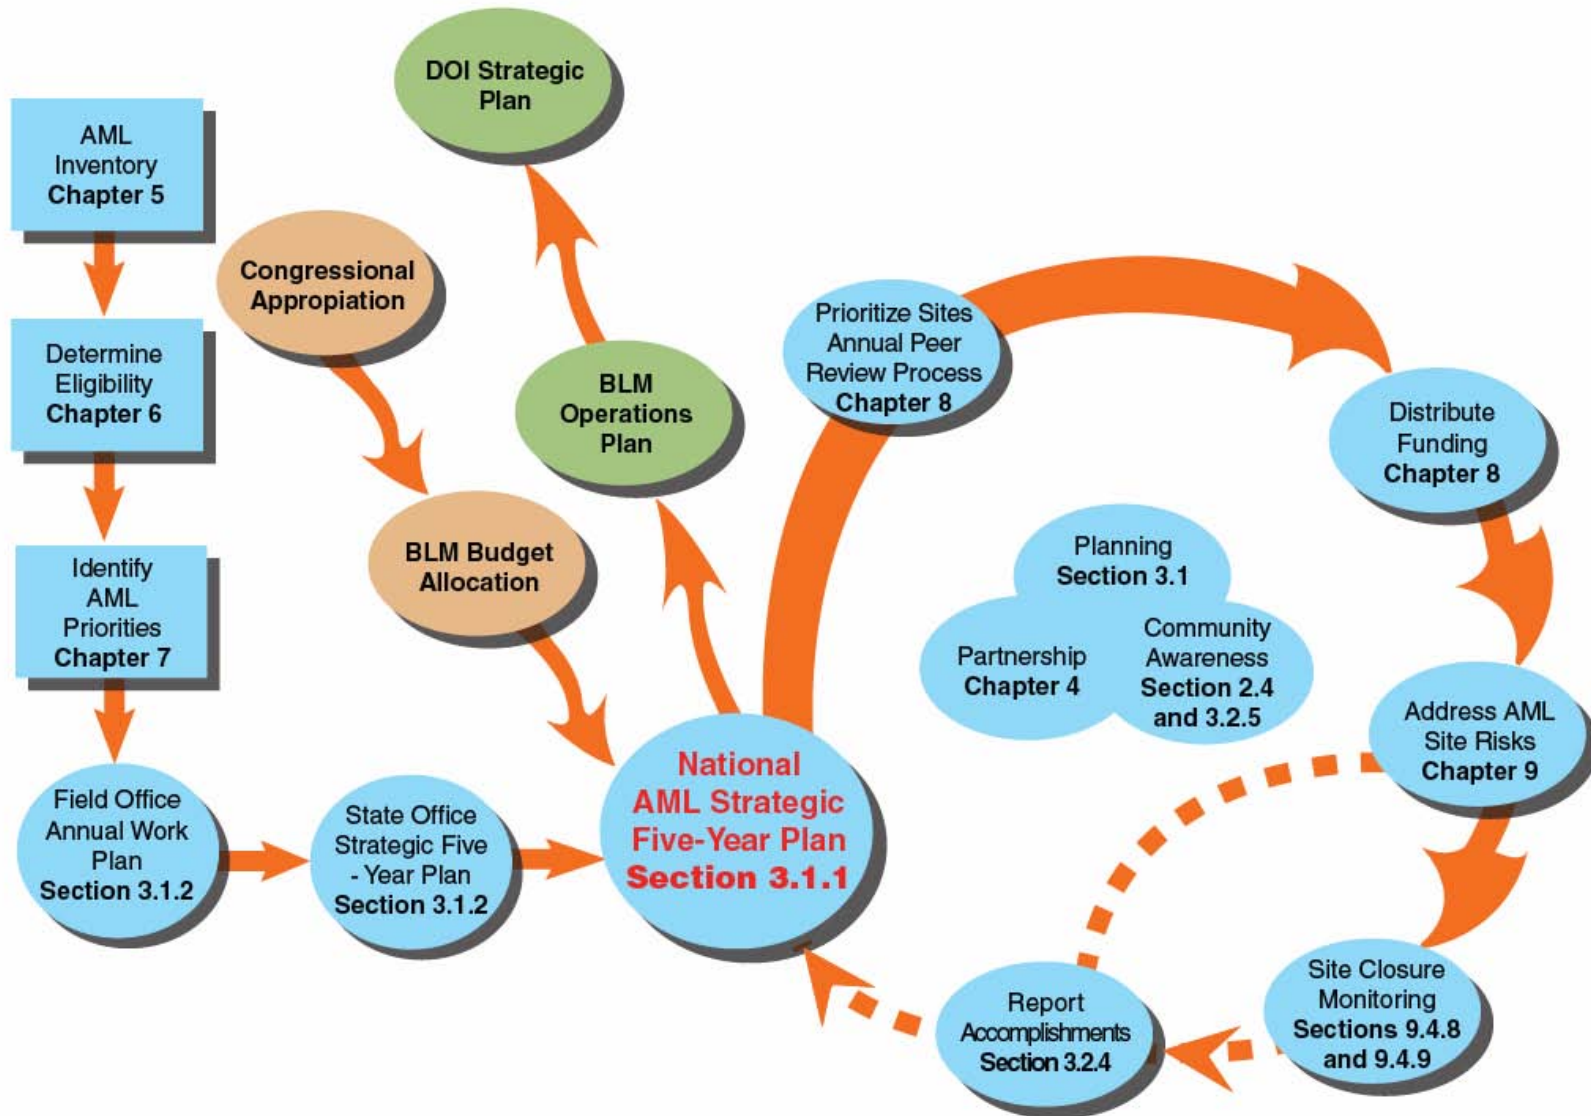 DOI Strategic
Plan
AML
Inventory
Chapter 5
Congressional
Appropiation
Determine
Eligibility
Chapter 6
BLM
Operations
Plan
BLM Budget
Allocation
Identify
AML
Priorities
Chapter 7
Field Office
Annual Work
Plan
Section 3.1.2
State Office
Strategic Five
- Year Plan
Section 3.1.2
National
AML Strategic
Five-Year Plan
Section 3.1.1
Prioritize Sites
Annual Peer
Review Process
Chapter 8
Distribute
Funding
Chapter 8
Planning
Section 3.1
Partnership
Chapter 4
Community
Awareness
Section 2.4
and 3.2.5
Address AML
Site Risks
Chapter 9
Site Closure
Monitoring
Sections 9.4.8
and 9.4.9
Report
Accomplishments
Section 3.2.4